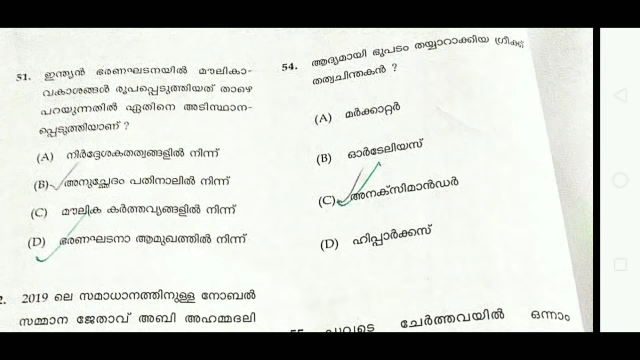 51. ഇന്ത്യൻ ഭരണഘടനയിൽ മൗലികാ-
വകാശങ്ങൾ രൂപപ്പെടുത്തിയത് താഴെ
പറയുന്നതിൽ ഏതിനെ അടിസ്ഥാന-
പ്പെടുത്തിയാണ് ?
(A) നിർദ്ദേശകതത്വങ്ങളിൽ നിന്ന്
(B) അനുച്ഛേദം പതിനാലിൽ നിന്ന്
(C) മൗലിക കർത്തവ്യങ്ങളിൽ നിന്ന്
(D) ഭരണഘടനാ ആമുഖത്തിൽ നിന്ന്
2019 ലെ സമാധാനത്തിനുള്ള നോബൽ
സമ്മാന ജേതാവ് അബി അഹമ്മദലി
54. ആദ്യമായി ഭൂപടം തയ്യാറാക്കിയ ഗ്രീക്ക്
തത്വചിന്തകൻ ?
(A) മർക്കാറ്റർ
(B) ഓർടേലിയസ്
(C) അനക്സിമാൻഡർ
(D) ഹിപ്പാർക്കസ്
ചേർത്തവയിൽ ഒന്നാം